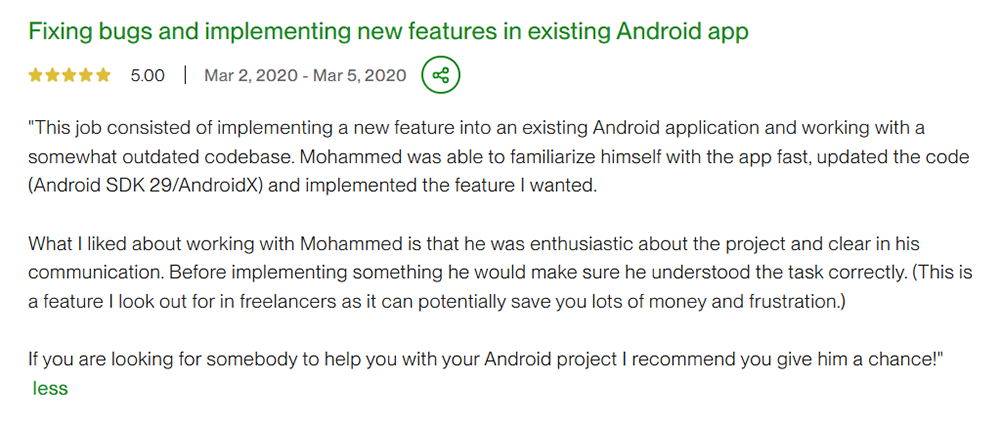 Fixing bugs and implementing new features in existing Android app
5.00 | Mar 2, 2020 - Mar 5, 2020
"This job consisted of implementing a new feature into an existing Android application and working with a
somewhat outdated codebase. Mohammed was able to familiarize himself with the app fast, updated the code
(Android SDK 29/AndroidX) and implemented the feature I wanted.
What I liked about working with Mohammed is that he was enthusiastic about the project and clear in his
communication. Before implementing something he would make sure he understood the task correctly. (This is
a feature I look out for in freelancers as it can potentially save you lots of money and frustration.)
If you are looking for somebody to help you with your Android project I recommend you give him a chance!"
less